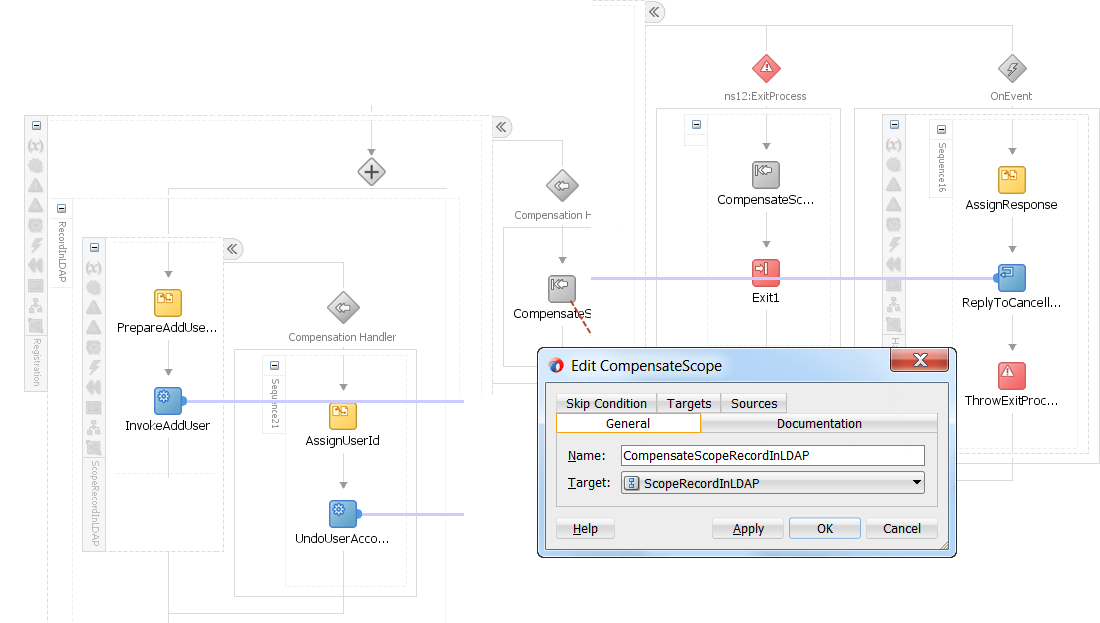 ns12:ExitProcess
OnEvent
CompensateSc...
Sequence16
AssignResponse
Exit1
ReplyToCancell...
ThrowExitProc...
Compensation H
CompensateS
RecordInLDAP
Registration
PrepareAddUse...
InvokeAddUser
ScopeRecordInLDAP
Compensation Handler
Sequence21
AssignUserId
UndoUserAcco...
Edit CompensateScope
Skip Condition Targets Sources
General Documentation
Name: CompensateScopeRecordInLDAP
Target: ScopeRecordInLDAP
Help Apply OK Cancel